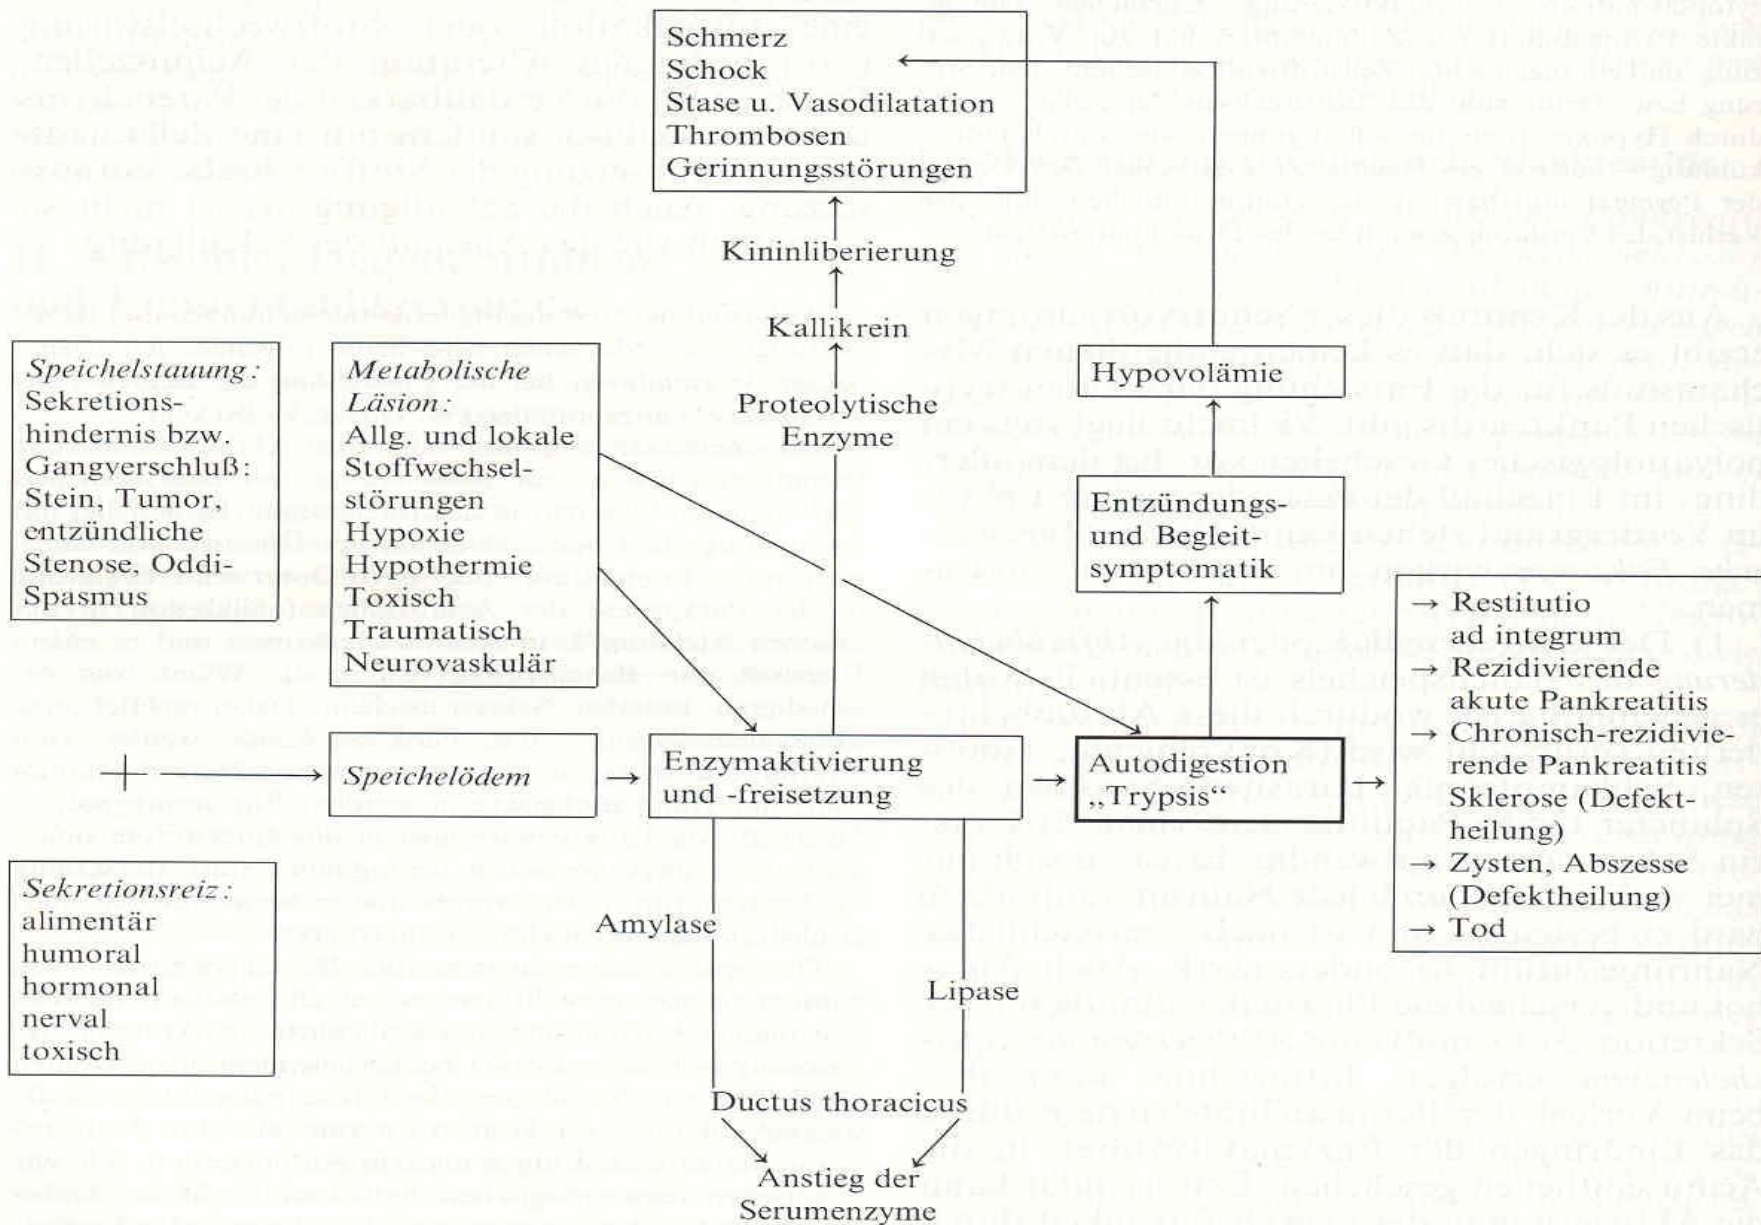 Schmerz
Schock
Stase u. Vasodilatation
Thrombosen
Gerinnungsstörungen
Kininliberierung
Kallikrein
Proteolytische
Enzyme
Hypovolämie
Entzündungs-
und Begleit-
symptomatik
Speichelstauung:
Sekretions-
hindernis bzw.
Gangverschluß:
Stein, Tumor,
entzündliche
Stenose, Oddi-
Spasmus
Metabolische
Läsion:
Allg. und lokale
Stoffwechsel-
störungen
Hypoxie
Hypothermie
Toxisch
Traumatisch
Neurovaskulär
Speichelödem
Enzymaktivierung
und -freisetzung
Autodigestion
„Trypsis“
→ Restitutio
ad integrum
→ Rezidivierende
akute Pankreatitis
→ Chronisch-rezidivie-
rende Pankreatitis
Sklerose (Defekt-
heilung)
Zysten, Abszesse
(Defektheilung)
→ Tod
Sekretionsreiz:
alimentär
humoral
hormonal
nerval
toxisch
Amylase
Lipase
Ductus thoracicus
Anstieg der
Serumenzyme